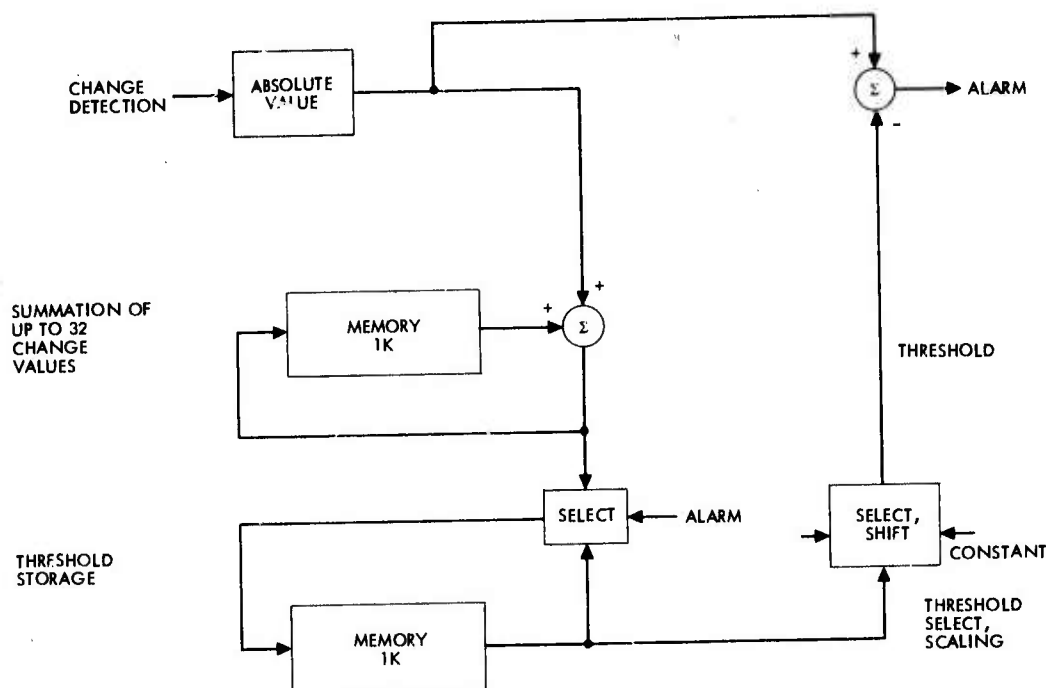 CHANGE
DETECTION
ABSOLUTE
VALUE
+
Σ
ALARM
-
SUMMATION OF
UP TO 32
CHANGE
VALUES
MEMORY
1K
+
+
Σ
THRESHOLD
SELECT
ALARM
SELECT,
SHIFT
CONSTANT
THRESHOLD
STORAGE
MEMORY
1K
THRESHOLD
SELECT,
SCALING